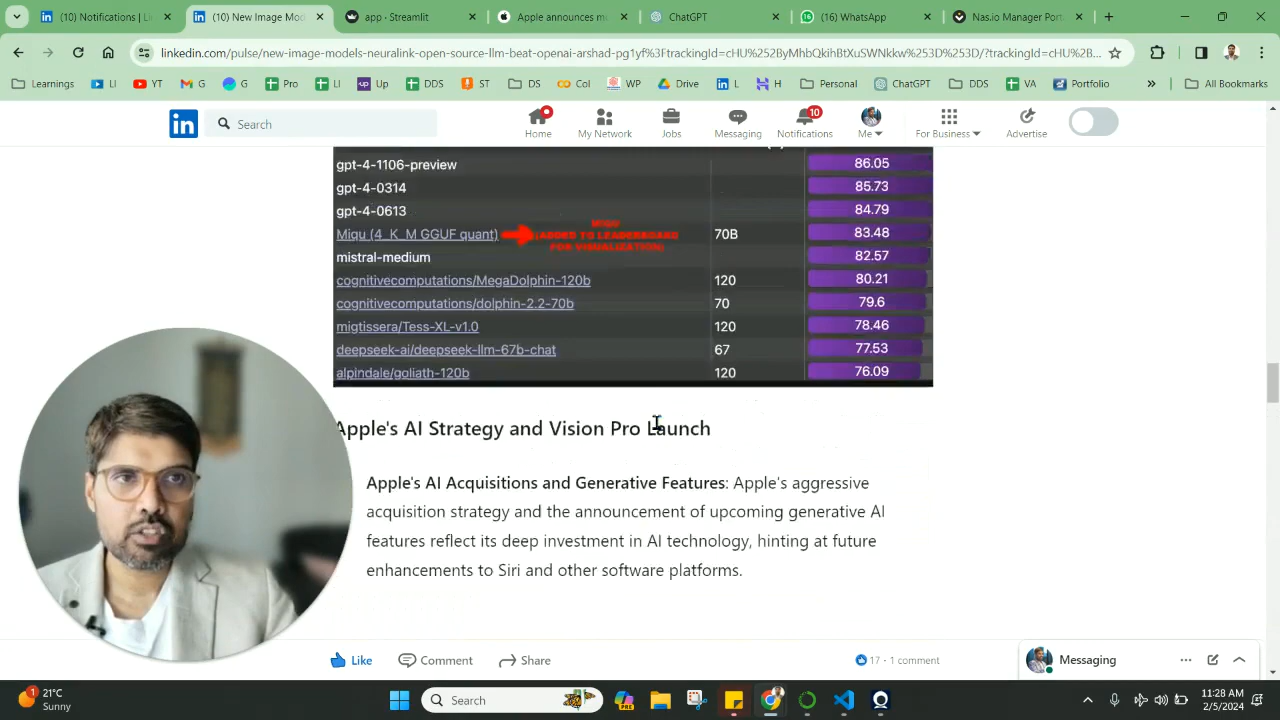 (10) Notifications | L
(10) New Image Mod
app · Streamlit
Apple announces m
ChatGPT
(16) WhatsApp
Nas.io Manager Port
linkedin.com/pulse/new-image-models-neuralink-open-source-llm-beat-openai-arshad-pg1yf/?trackingId=cHU%252ByMhbQkihBtXuSWNkkw%253D%253D/?trackingId=cHU%2B...
Learnings LI YT G G Pro LI Up DDS ST DS Col WP Drive L H Personal ChatGPT DDS VA Portfolio » All Bookmarks
in Search
10
Home My Network Jobs Messaging Notifications Me For Business Advertise
gpt-4-1106-preview 86.05
gpt-4-0314 85.73
gpt-4-0613 84.79
MIQU
Miqu (4_K_M GGUF quant) (ADDED TO LEADERBOARD 70B 83.48
FOR VISUALIZATION)
mistral-medium 82.57
cognitivecomputations/MegaDolphin-120b 120 80.21
cognitivecomputations/dolphin-2.2-70b 70 79.6
migtissera/Tess-XL-v1.0 120 78.46
deepseek-ai/deepseek-llm-67b-chat 67 77.53
alpindale/goliath-120b 120 76.09
Apple's AI Strategy and Vision Pro Launch
Apple's AI Acquisitions and Generative Features: Apple's aggressive
acquisition strategy and the announcement of upcoming generative AI
features reflect its deep investment in AI technology, hinting at future
enhancements to Siri and other software platforms.
Like Comment Share 17 · 1 comment
Messaging
1 21°C
Sunny
Search
PRE
11:28 AM
2/5/2024